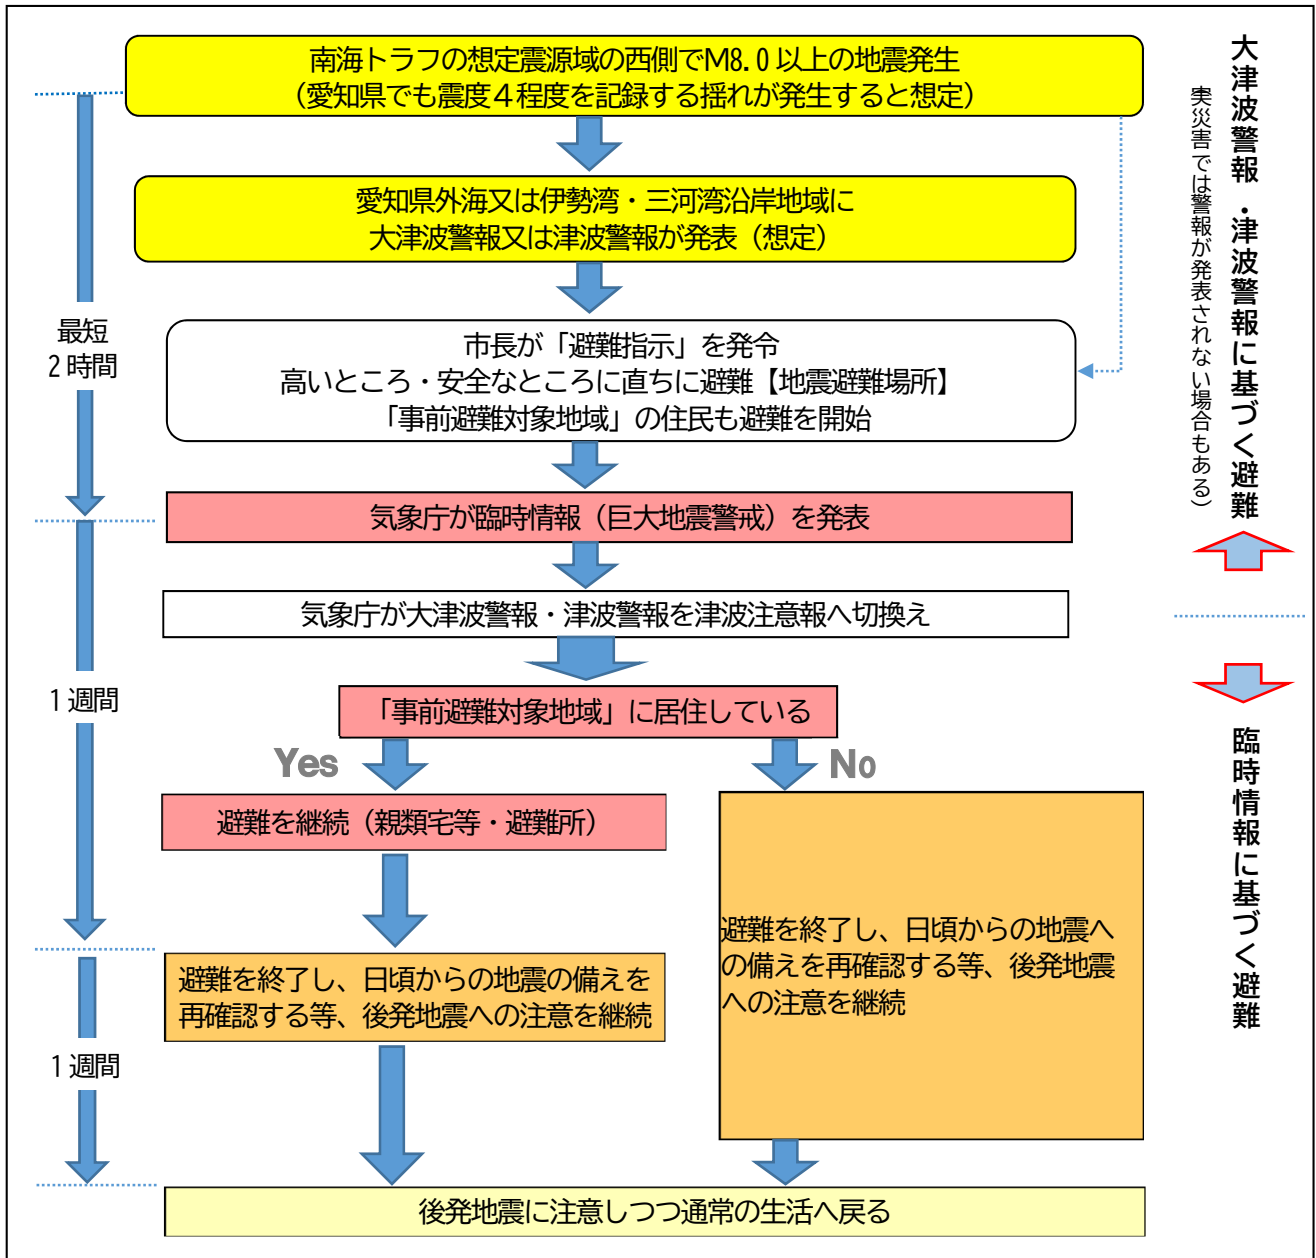 南海トラフの想定震源域の西側でM8.0以上の地震発生
（愛知県でも震度４程度を記録する揺れが発生すると想定）
愛知県外海又は伊勢湾・三河湾沿岸地域に
大津波警報又は津波警報が発表（想定）
最短
2時間
市長が「避難指示」を発令
高いところ・安全なところに直ちに避難【地震避難場所】
「事前避難対象地域」の住民も避難を開始
大津波警報・津波警報に基づく避難
（実災害では警報が発表されない場合もある）
気象庁が臨時情報（巨大地震警戒）を発表
気象庁が大津波警報・津波警報を津波注意報へ切換え
1週間
「事前避難対象地域」に居住している
Yes
No
避難を継続（親類宅等・避難所）
避難を終了し、日頃からの地震へ
の備えを再確認する等、後発地震
への注意を継続
臨時情報に基づく避難
避難を終了し、日頃からの地震の備えを
再確認する等、後発地震への注意を継続
1週間
後発地震に注意しつつ通常の生活へ戻る